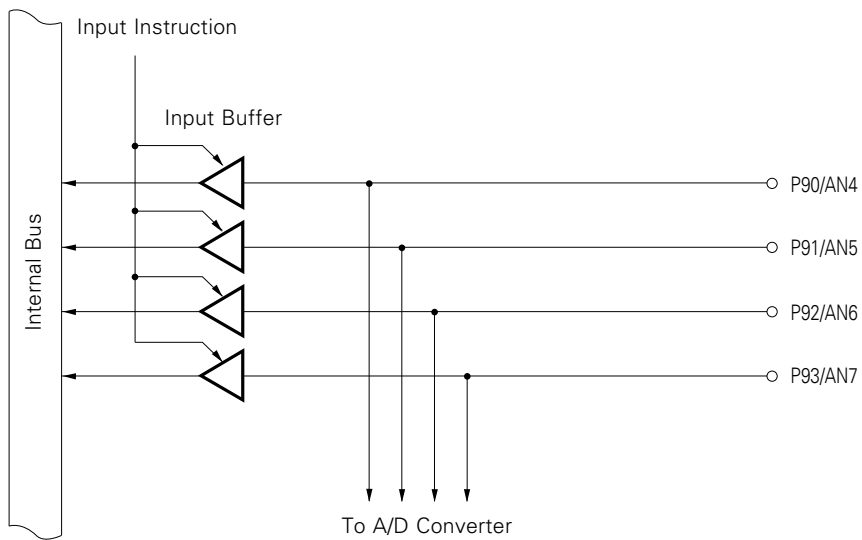 Input Instruction
Input Buffer
Internal Bus
P90/AN4
P91/AN5
P92/AN6
P93/AN7
To A/D Converter